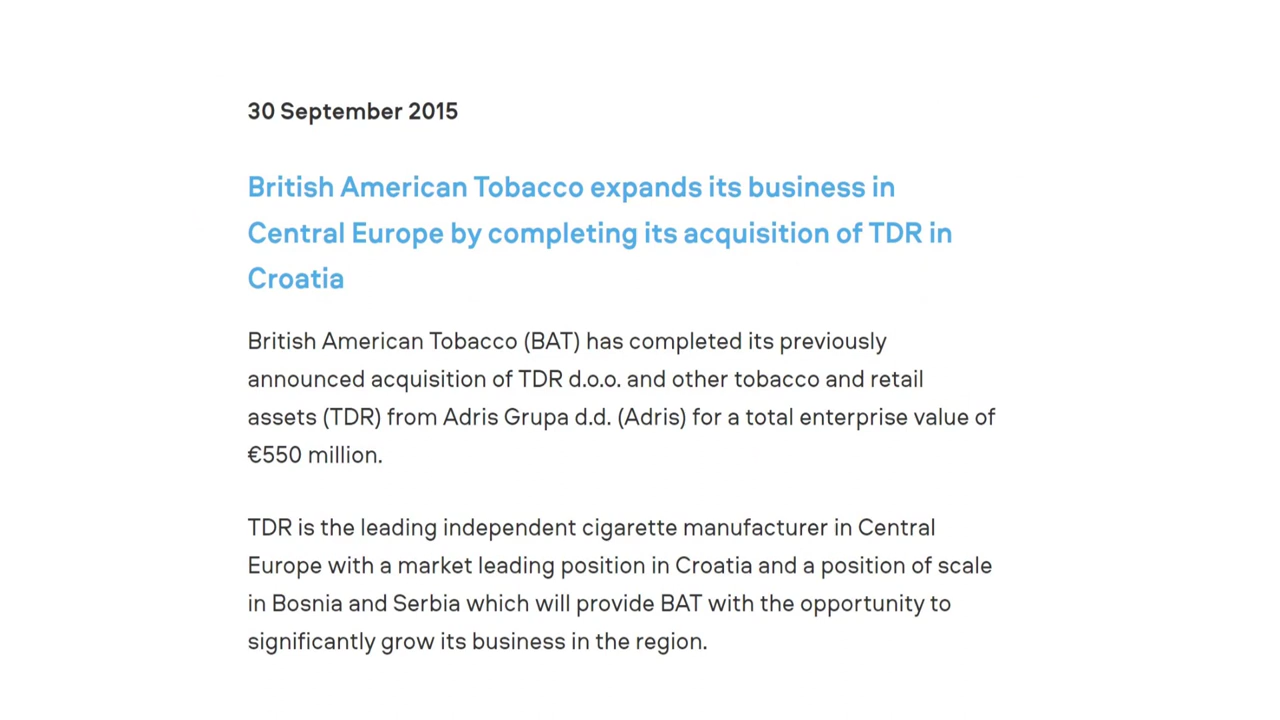 30 September 2015
British American Tobacco expands its business in
Central Europe by completing its acquisition of TDR in
Croatia
British American Tobacco (BAT) has completed its previously
announced acquisition of TDR d.o.o. and other tobacco and retail
assets (TDR) from Adris Grupa d.d. (Adris) for a total enterprise value of
€550 million.
TDR is the leading independent cigarette manufacturer in Central
Europe with a market leading position in Croatia and a position of scale
in Bosnia and Serbia which will provide BAT with the opportunity to
significantly grow its business in the region.